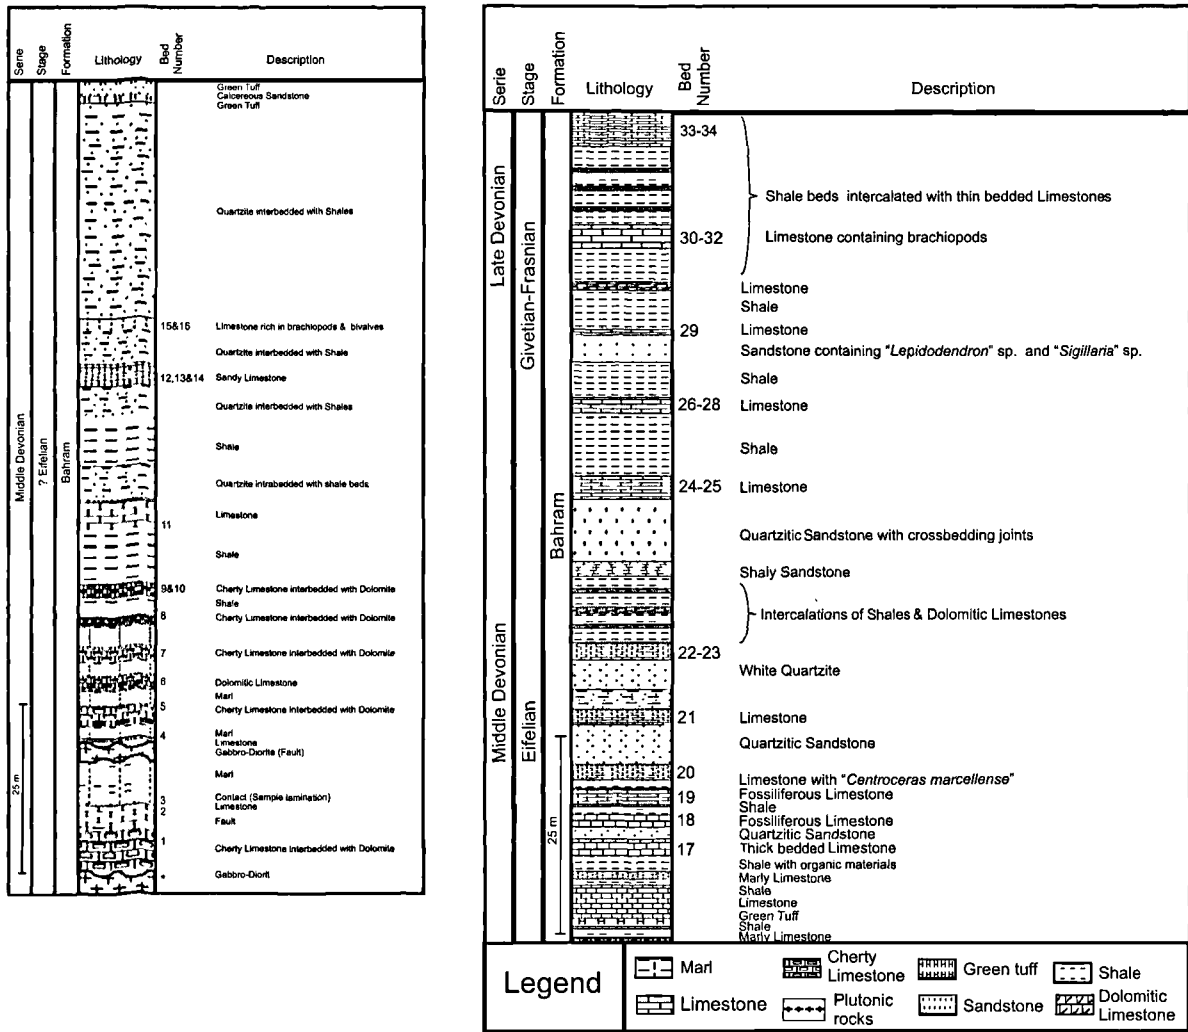 Serie
Stage
Formation
Lithology
Bed
Number
Description
Green Tuff
Calcereous Sandstone
Green Tuff
Quartzite interbedded with Shales
15&16 Limestone rich in brachiopods & bivalves
Quartzite interbedded with Shale
12,13&14 Sandy Limestone
Quartzite interbedded with Shales
Shale
Quartzite intrabedded with shale beds
Limestone
11
Shale
9&10 Cherty Limestone interbedded with Dolomite
Shale
8 Cherty Limestone interbedded with Dolomite
7 Cherty Limestone interbedded with Dolomite
6 Dolomitic Limestone
Marl
5 Cherty Limestone interbedded with Dolomite
4 Marl
Limestone
Gabbro-Diorite (Fault)
Marl
3 Contact (Sample lamination)
2 Limestone
Fault
1 Cherty Limestone interbedded with Dolomite
Gabbro-Diorit
Middle Devonian
? Eifelian
Bahram
25 m
Serie
Stage
Formation
Lithology
Bed
Number
Description
33-34
Shale beds intercalated with thin bedded Limestones
30-32 Limestone containing brachiopods
Limestone
Shale
29 Limestone
Sandstone containing "Lepidodendron" sp. and "Sigillaria" sp.
Shale
26-28 Limestone
Shale
24-25 Limestone
Quartzitic Sandstone with crossbedding joints
Shaly Sandstone
Intercalations of Shales & Dolomitic Limestones
22-23
White Quartzite
21 Limestone
Quartzitic Sandstone
20 Limestone with "Centroceras marcellense"
19 Fossiliferous Limestone
Shale
18 Fossiliferous Limestone
Quartzitic Sandstone
17 Thick bedded Limestone
Shale with organic materials
Marly Limestone
Shale
Limestone
Green Tuff
Shale
Marly Limestone
Late Devonian
Middle Devonian
Givetian-Frasnian
Eifelian
Bahram
25 m
Legend
Marl
Cherty
Limestone
Green tuff
Shale
Limestone
Plutonic
rocks
Sandstone
Dolomitic
Limestone